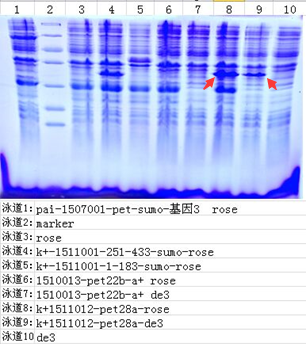 1 2 3 4 5 6 7 8 9 10
泳道1: pai-1507001-pet-sumo-基因3 rose
泳道2: marker
泳道3: rose
泳道4: k+-1511001-251-433-sumo-rose
泳道5: k+-1511001-1-183-sumo-rose
泳道6: 1510013-pet22b-a+ rose
泳道7: 1510013-pet22b-a+ de3
泳道8: k+1511012-pet28a-rose
泳道9: k+1511012-pet28a-de3
泳道10 de3